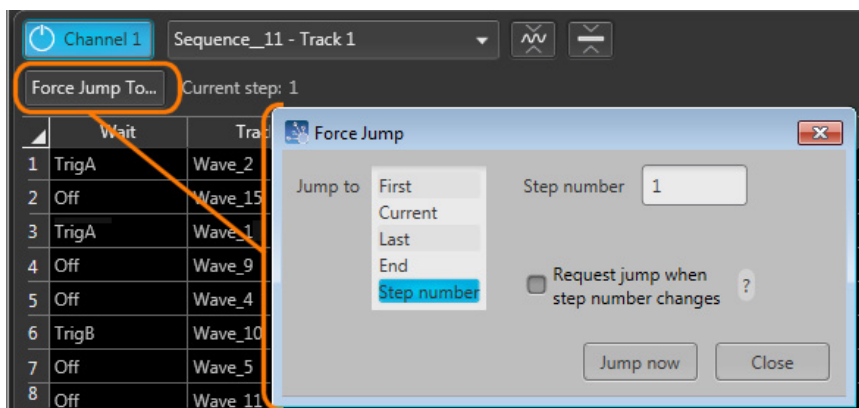 Channel 1 Sequence__11 - Track 1
Force Jump To... Current step: 1
Wait
1 TrigA Wave_2
2 Off Wave_15
3 TrigA Wave_1
4 Off Wave_9
5 Off Wave_4
6 TrigB Wave_10
7 Off Wave_5
8 Off Wave_11
Force Jump
Jump to
First
Current
Last
End
Step number
Step number 1
Request jump when
step number changes ?
Jump now Close